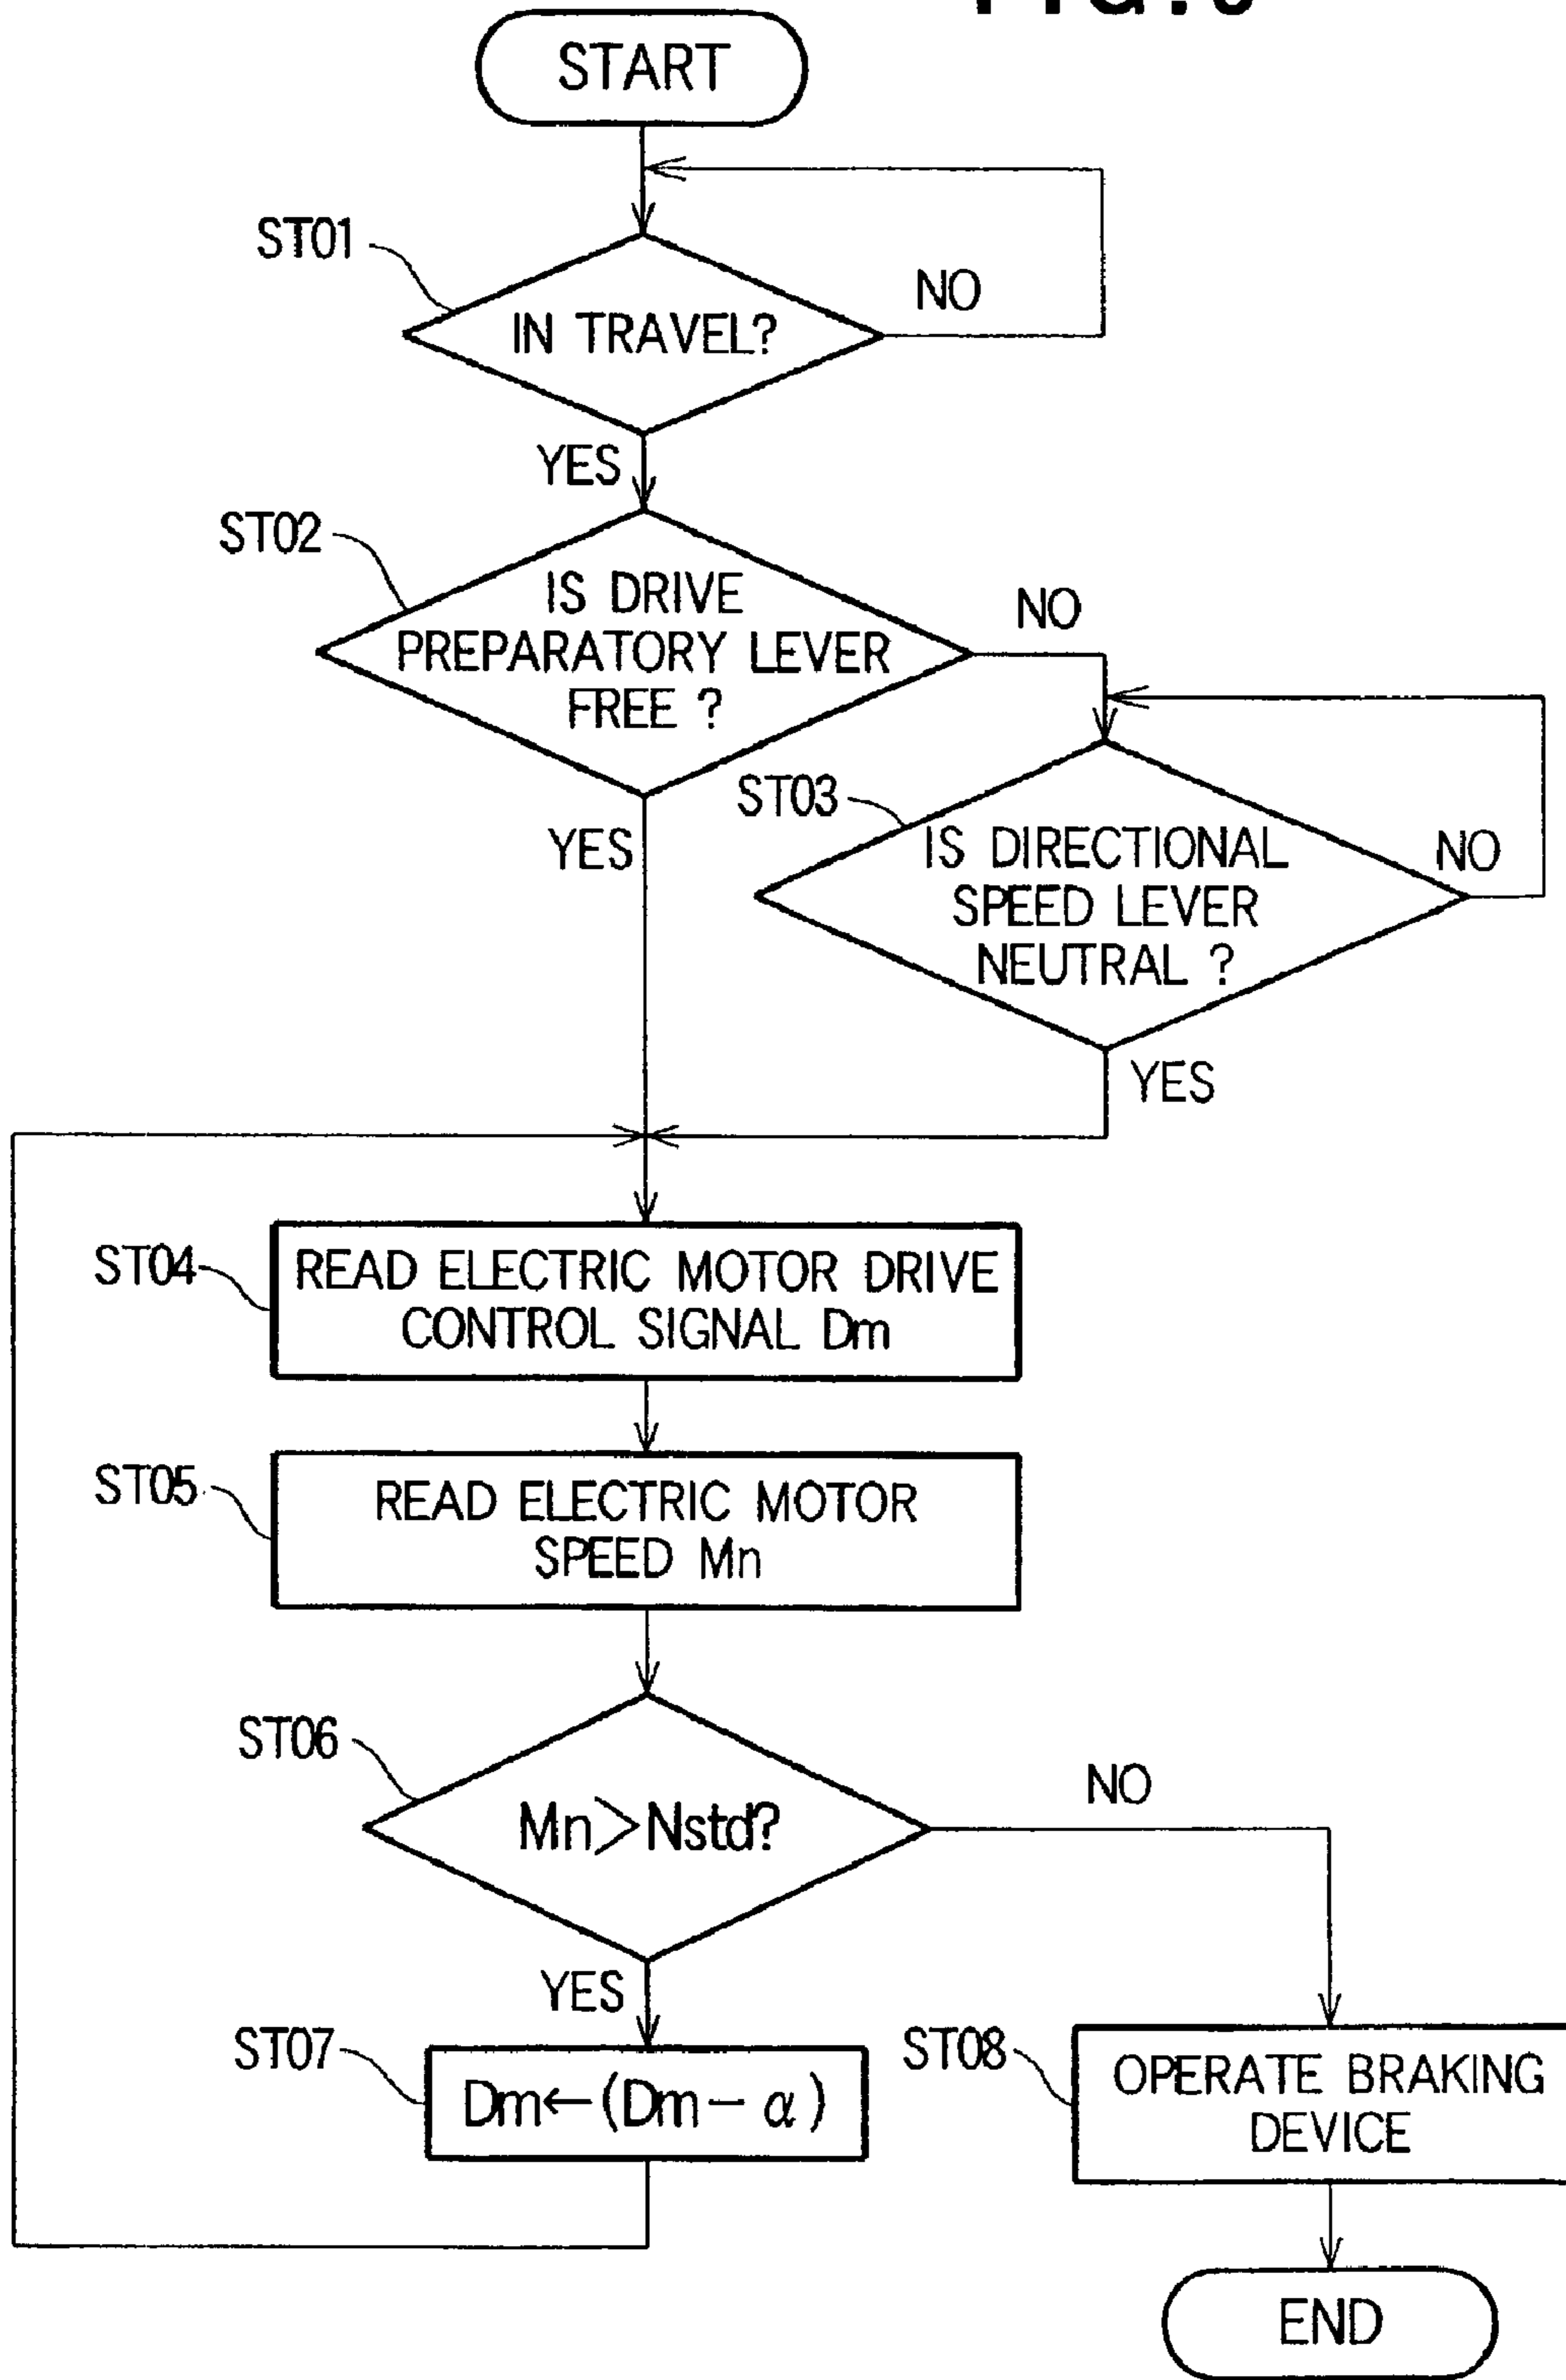 START
ST01
IN TRAVEL?
NO
YES
ST02
IS DRIVE
PREPARATORY LEVER
FREE ?
NO
YES
ST03
IS DIRECTIONAL
SPEED LEVER
NEUTRAL ?
NO
YES
ST04
READ ELECTRIC MOTOR DRIVE
CONTROL SIGNAL Dm
ST05
READ ELECTRIC MOTOR
SPEED Mn
ST06
Mn>Nstd?
NO
YES
ST07
Dm←(Dm－α)
ST08
OPERATE BRAKING
DEVICE
END